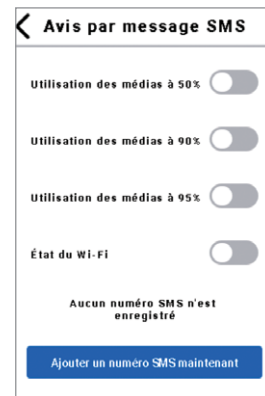 Avis par message SMS
Utilisation des médias à 50%
Utilisation des médias à 90%
Utilisation des médias à 95%
État du Wi-Fi
Aucun numéro SMS n'est
enregistré
Ajouter un numéro SMS maintenant